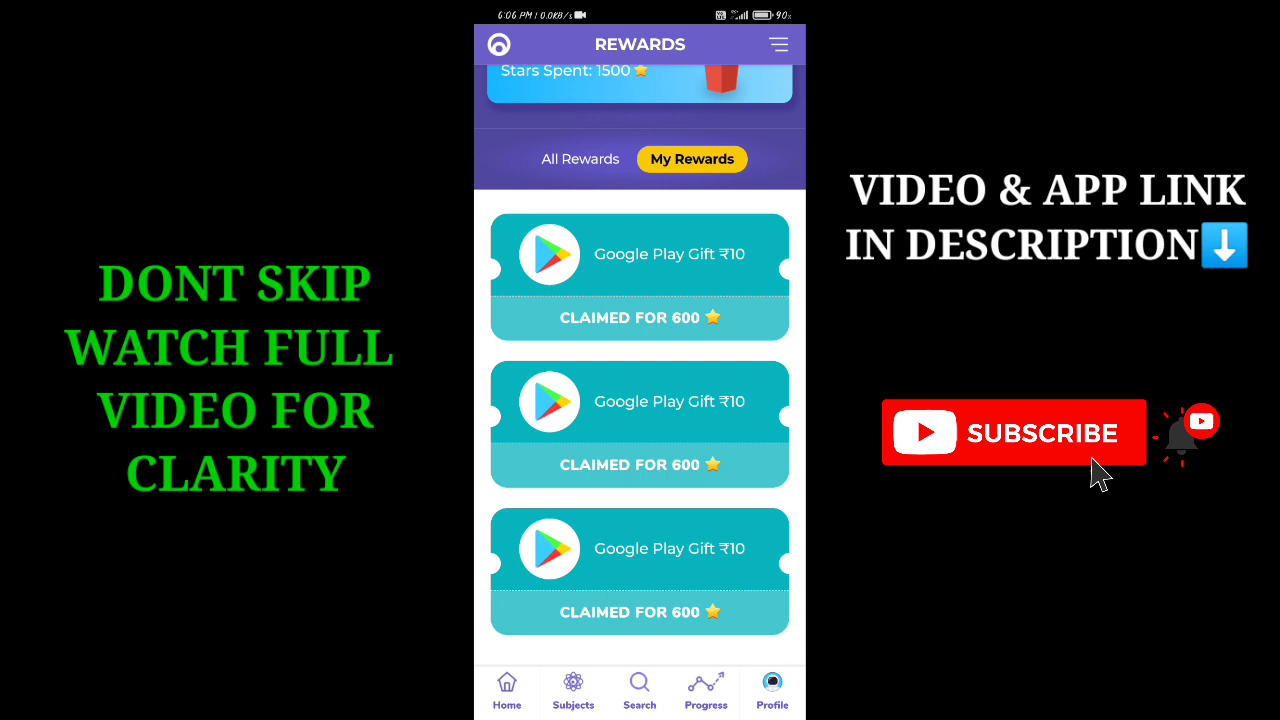 6:06 PM | 0.0KB/s
90%
REWARDS
Stars Spent: 1500
All Rewards
My Rewards
Google Play Gift ₹10
CLAIMED FOR 600
Google Play Gift ₹10
CLAIMED FOR 600
Google Play Gift ₹10
CLAIMED FOR 600
Home
Subjects
Search
Progress
Profile
DONT SKIP
WATCH FULL
VIDEO FOR
CLARITY
VIDEO & APP LINK
IN DESCRIPTION
SUBSCRIBE